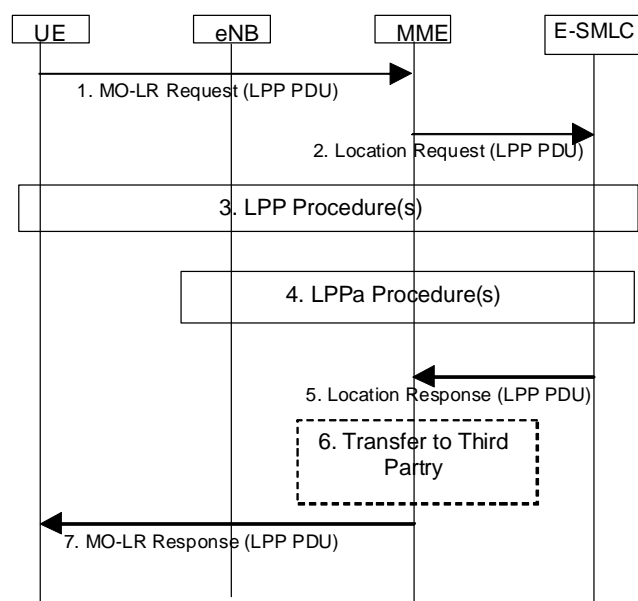 UE eNB MME E-SMLC
1. MO-LR Request (LPP PDU)
2. Location Request (LPP PDU)
3. LPP Procedure(s)
4. LPPa Procedure(s)
5. Location Response (LPP PDU)
6. Transfer to Third
Partry
7. MO-LR Response (LPP PDU)